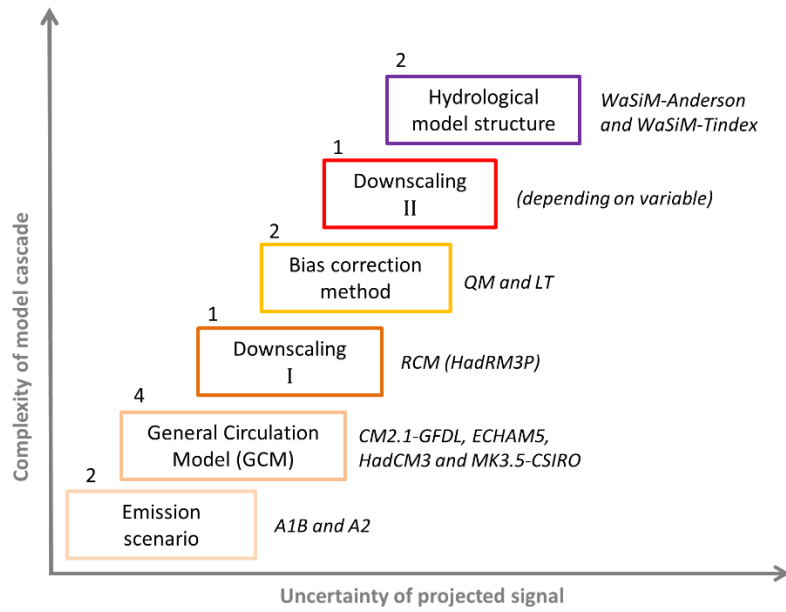 2
Hydrological
model structure
WaSiM-Anderson
and WaSiM-Tindex
1
Downscaling
II
(depending on variable)
2
Bias correction
method
QM and LT
1
Downscaling
I
RCM (HadRM3P)
4
General Circulation
Model (GCM)
CM2.1-GFDL, ECHAM5,
HadCM3 and MK3.5-CSIRO
2
Emission
scenario
A1B and A2
Complexity of model cascade
Uncertainty of projected signal